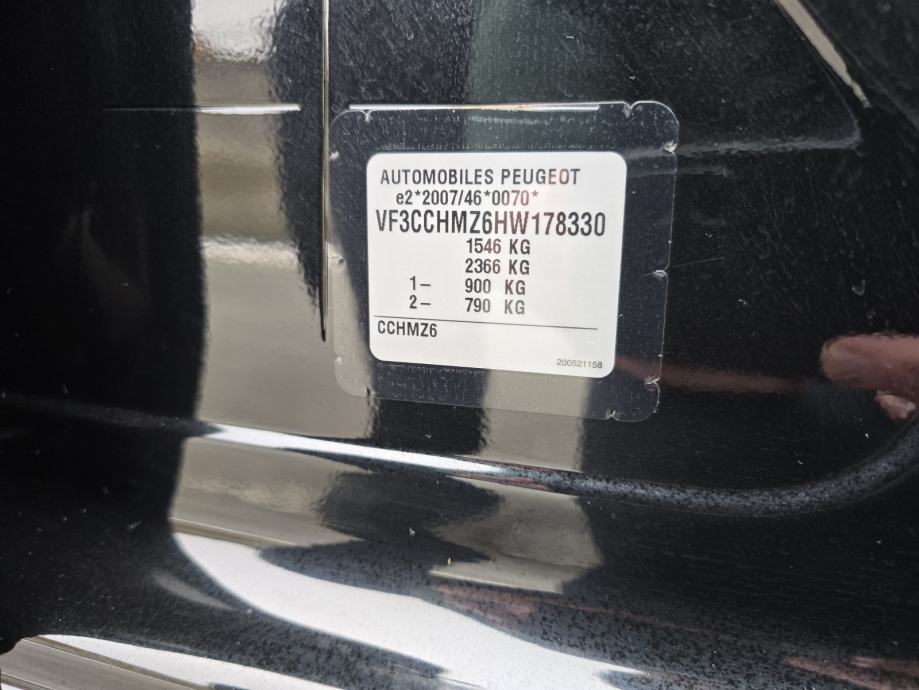 AUTOMOBILES PEUGEOT
e2*2007/46*0070*
VF3CCHMZ6HW178330
1546 KG
2366 KG
1– 900 KG
2– 790 KG
CCHMZ6
200521158